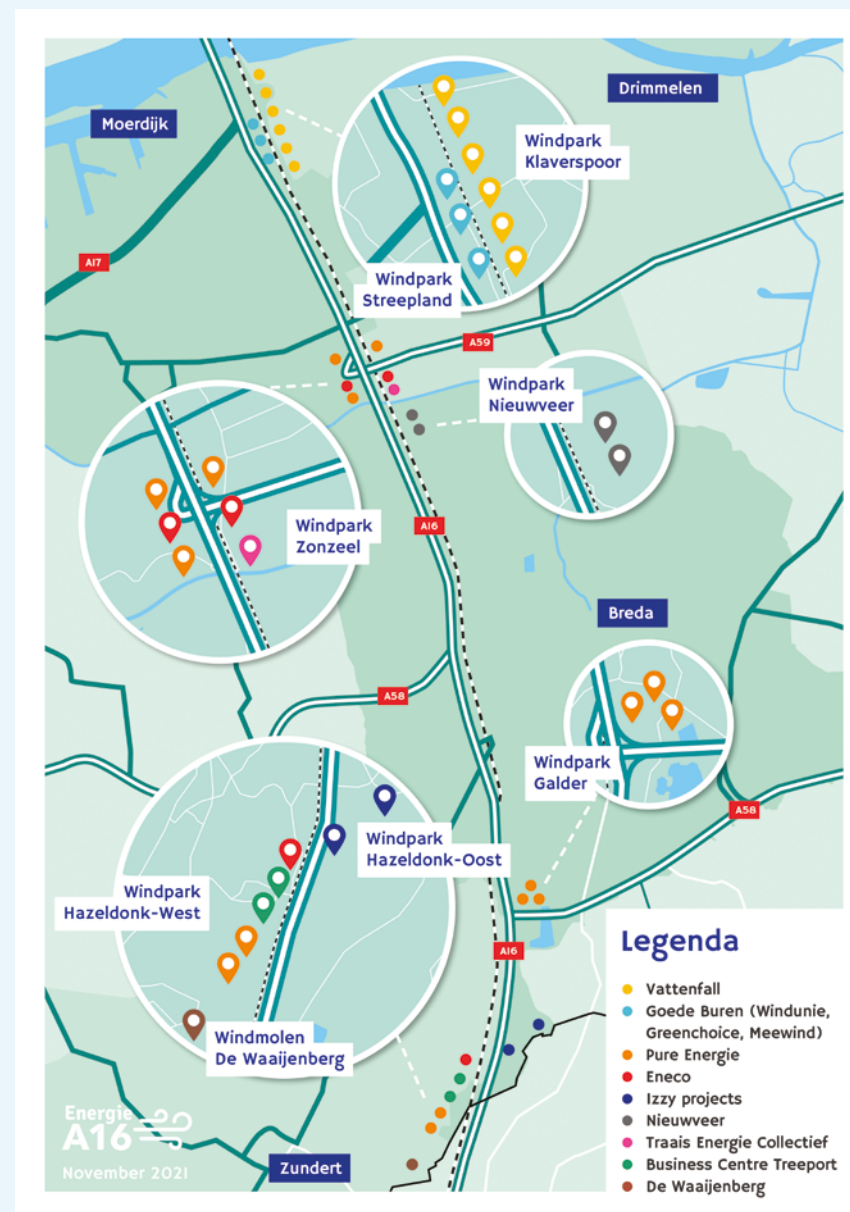 Drimmelen
Moerdijk
Windpark
Klaverspoor
A17
Windpark
Streepland
A59
Windpark
Nieuwveer
Windpark
Zonzeel
A16
Breda
A58
Windpark
Galder
A58
Windpark
Hazeldonk-Oost
Windpark
Hazeldonk-West
A16
Windmolen
De Waaijenberg
Legenda
Vattenfall
Goede Buren (Windunie,
Greenchoice, Meewind)
Pure Energie
Eneco
Izzy projects
Nieuwveer
Traais Energie Collectief
Business Centre Treeport
De Waaijenberg
Energie
A16
November 2021
Zundert